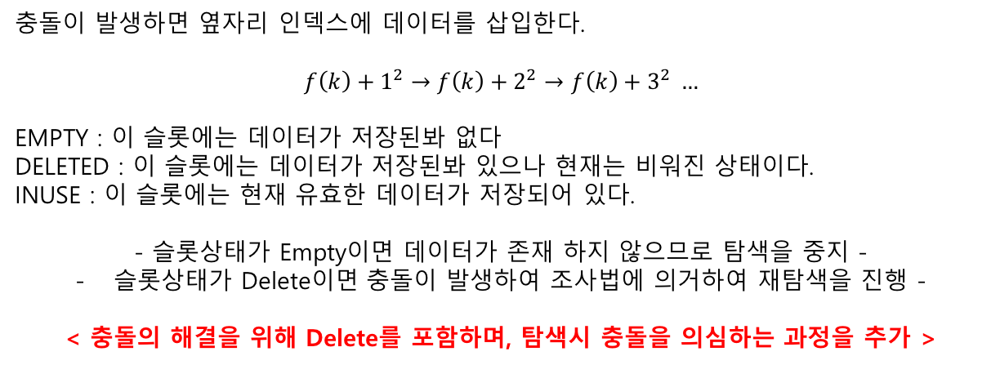 충돌이 발생하면 옆자리 인덱스에 데이터를 삽입한다.
f(k) + 1² → f(k) + 2² → f(k) + 3² ...
EMPTY : 이 슬롯에는 데이터가 저장된봐 없다
DELETED : 이 슬롯에는 데이터가 저장된봐 있으나 현재는 비워진 상태이다.
INUSE : 이 슬롯에는 현재 유효한 데이터가 저장되어 있다.
- 슬롯상태가 Empty이면 데이터가 존재 하지 않으므로 탐색을 중지 -
- 슬롯상태가 Delete이면 충돌이 발생하여 조사법에 의거하여 재탐색을 진행 -
< 충돌의 해결을 위해 Delete를 포함하며, 탐색시 충돌을 의심하는 과정을 추가 >